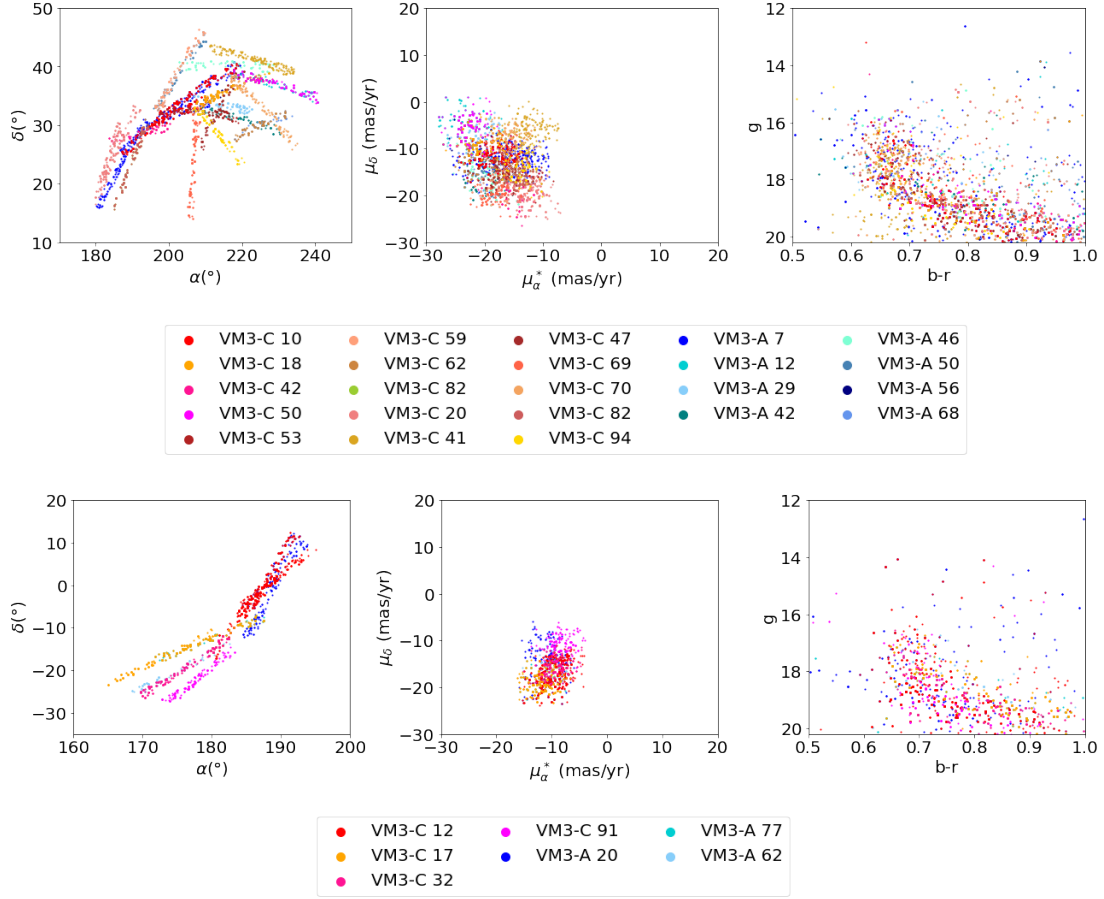 50
40
30
20
10
δ(°)
180 200 220 240
α(°)
20
10
0
−10
−20
−30
μδ (mas/yr)
−30 −20 −10 0 10 20
μ*α (mas/yr)
12
14
16
18
20
g
0.5 0.6 0.7 0.8 0.9 1.0
b-r
VM3-C 10 VM3-C 59 VM3-C 47 VM3-A 7 VM3-A 46
VM3-C 18 VM3-C 62 VM3-C 69 VM3-A 12 VM3-A 50
VM3-C 42 VM3-C 82 VM3-C 70 VM3-A 29 VM3-A 56
VM3-C 50 VM3-C 20 VM3-C 82 VM3-A 42 VM3-A 68
VM3-C 53 VM3-C 41 VM3-C 94
20
10
0
−10
−20
−30
δ(°)
160 170 180 190 200
α(°)
20
10
0
−10
−20
−30
μδ (mas/yr)
−30 −20 −10 0 10 20
μ*α (mas/yr)
12
14
16
18
20
g
0.5 0.6 0.7 0.8 0.9 1.0
b-r
VM3-C 12 VM3-C 91 VM3-A 77
VM3-C 17 VM3-A 20 VM3-A 62
VM3-C 32